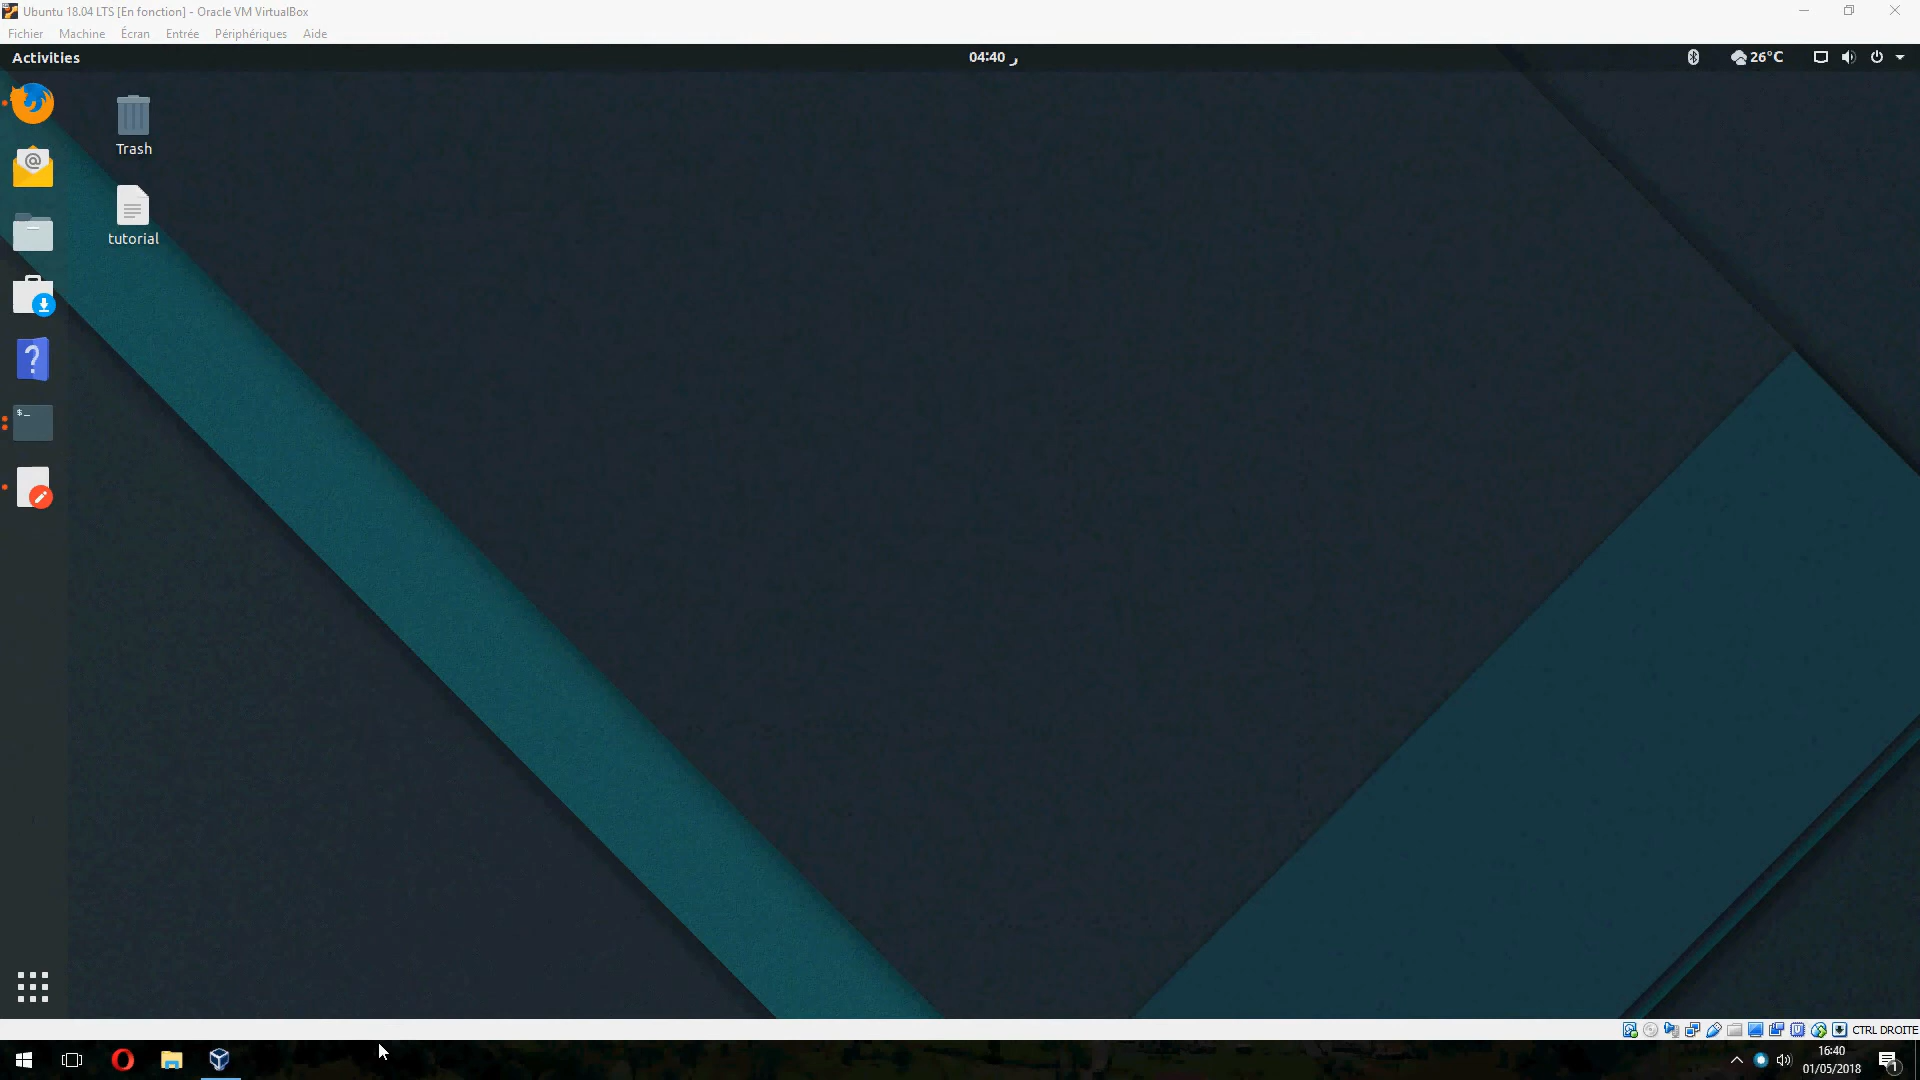 Ubuntu 18.04 LTS [En fonction] - Oracle VM VirtualBox
Fichier Machine Écran Entrée Périphériques Aide
Activities
04:40 ر
26°C
Trash
@
tutorial
?
$_
CTRL DROITE
16:40
01/05/2018
1